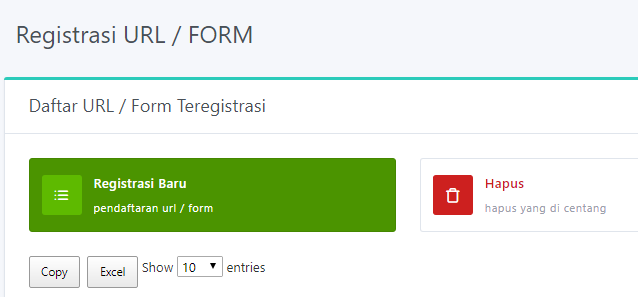 Registrasi URL / FORM
Daftar URL / Form Teregistrasi
Registrasi Baru
pendaftaran url / form
Hapus
hapus yang di centang
Copy Excel Show 10 entries